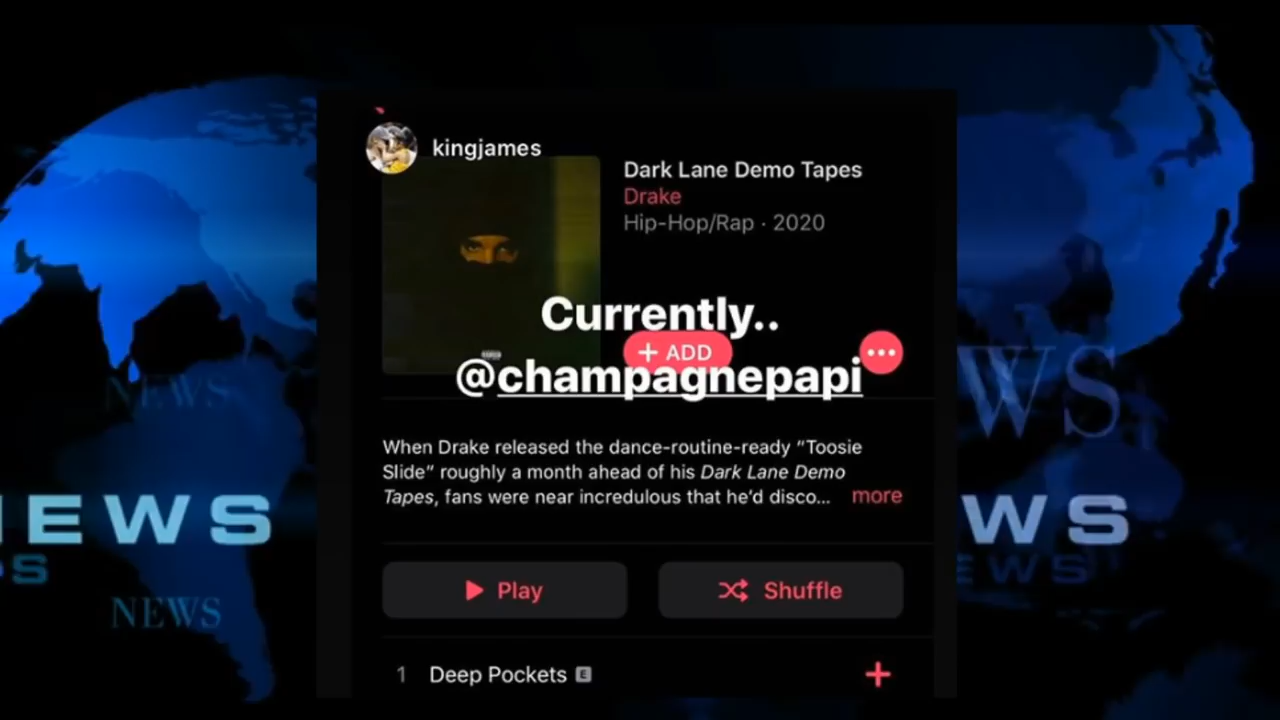 kingjames
Dark Lane Demo Tapes
Drake
Hip-Hop/Rap · 2020
Currently..
+ ADD
@champagnepapi
When Drake released the dance-routine-ready “Toosie
Slide” roughly a month ahead of his Dark Lane Demo
Tapes, fans were near incredulous that he’d disco... more
Play
Shuffle
1 Deep Pockets E
NEWS
WS
EWS
WS
S
EWS
NEWS